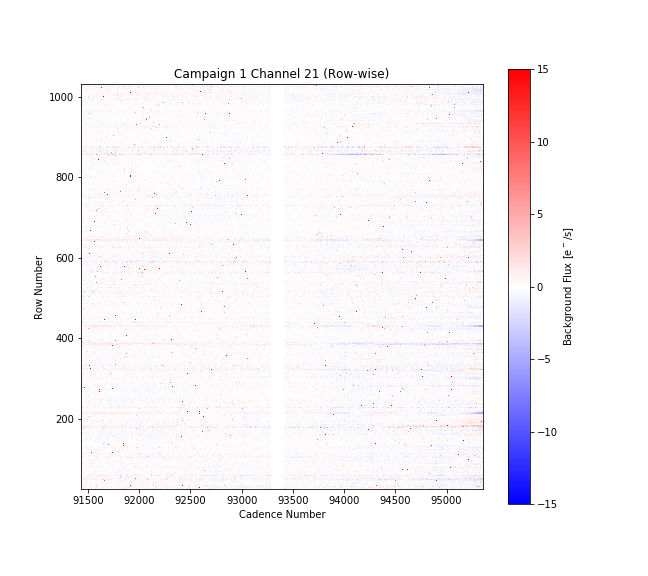 Campaign 1 Channel 21 (Row-wise)
1000
800
600
400
200
Row Number
91500 92000 92500 93000 93500 94000 94500 95000
Cadence Number
15
10
5
0
−5
−10
−15
Background Flux [e⁻/s]